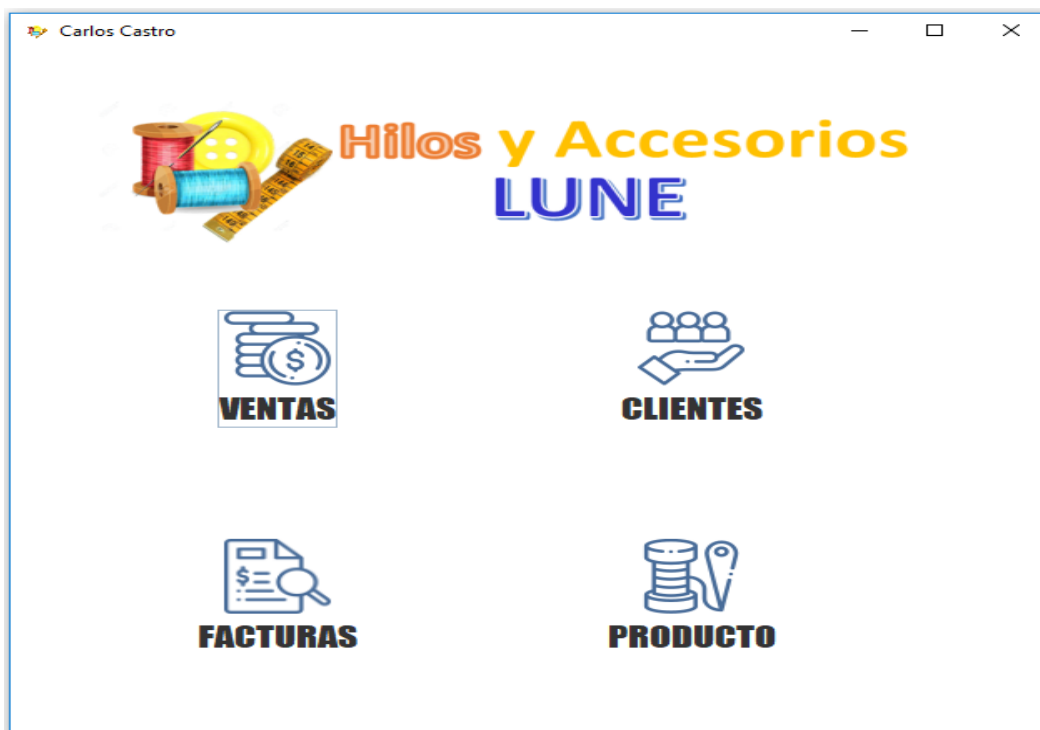 Carlos Castro
Hilos y Accesorios
LUNE
VENTAS
CLIENTES
FACTURAS
PRODUCTO